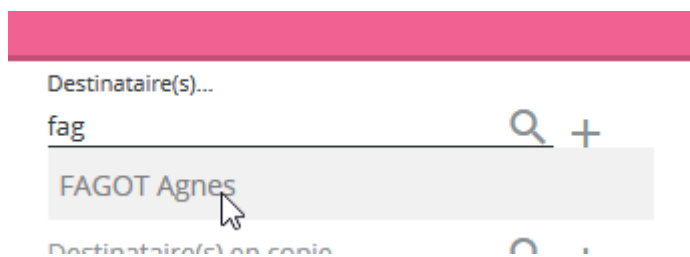 Destinataire(s)...
fag
FAGOT Agnes
Destinataire(s) en copie